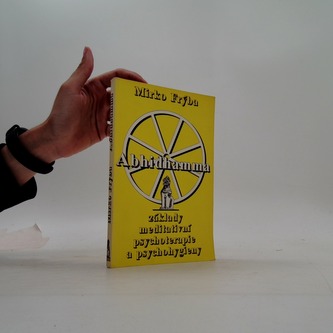 Mirko Frýba
Abhidhamma
základy
meditativní
psychoterapie
a psychohygieny